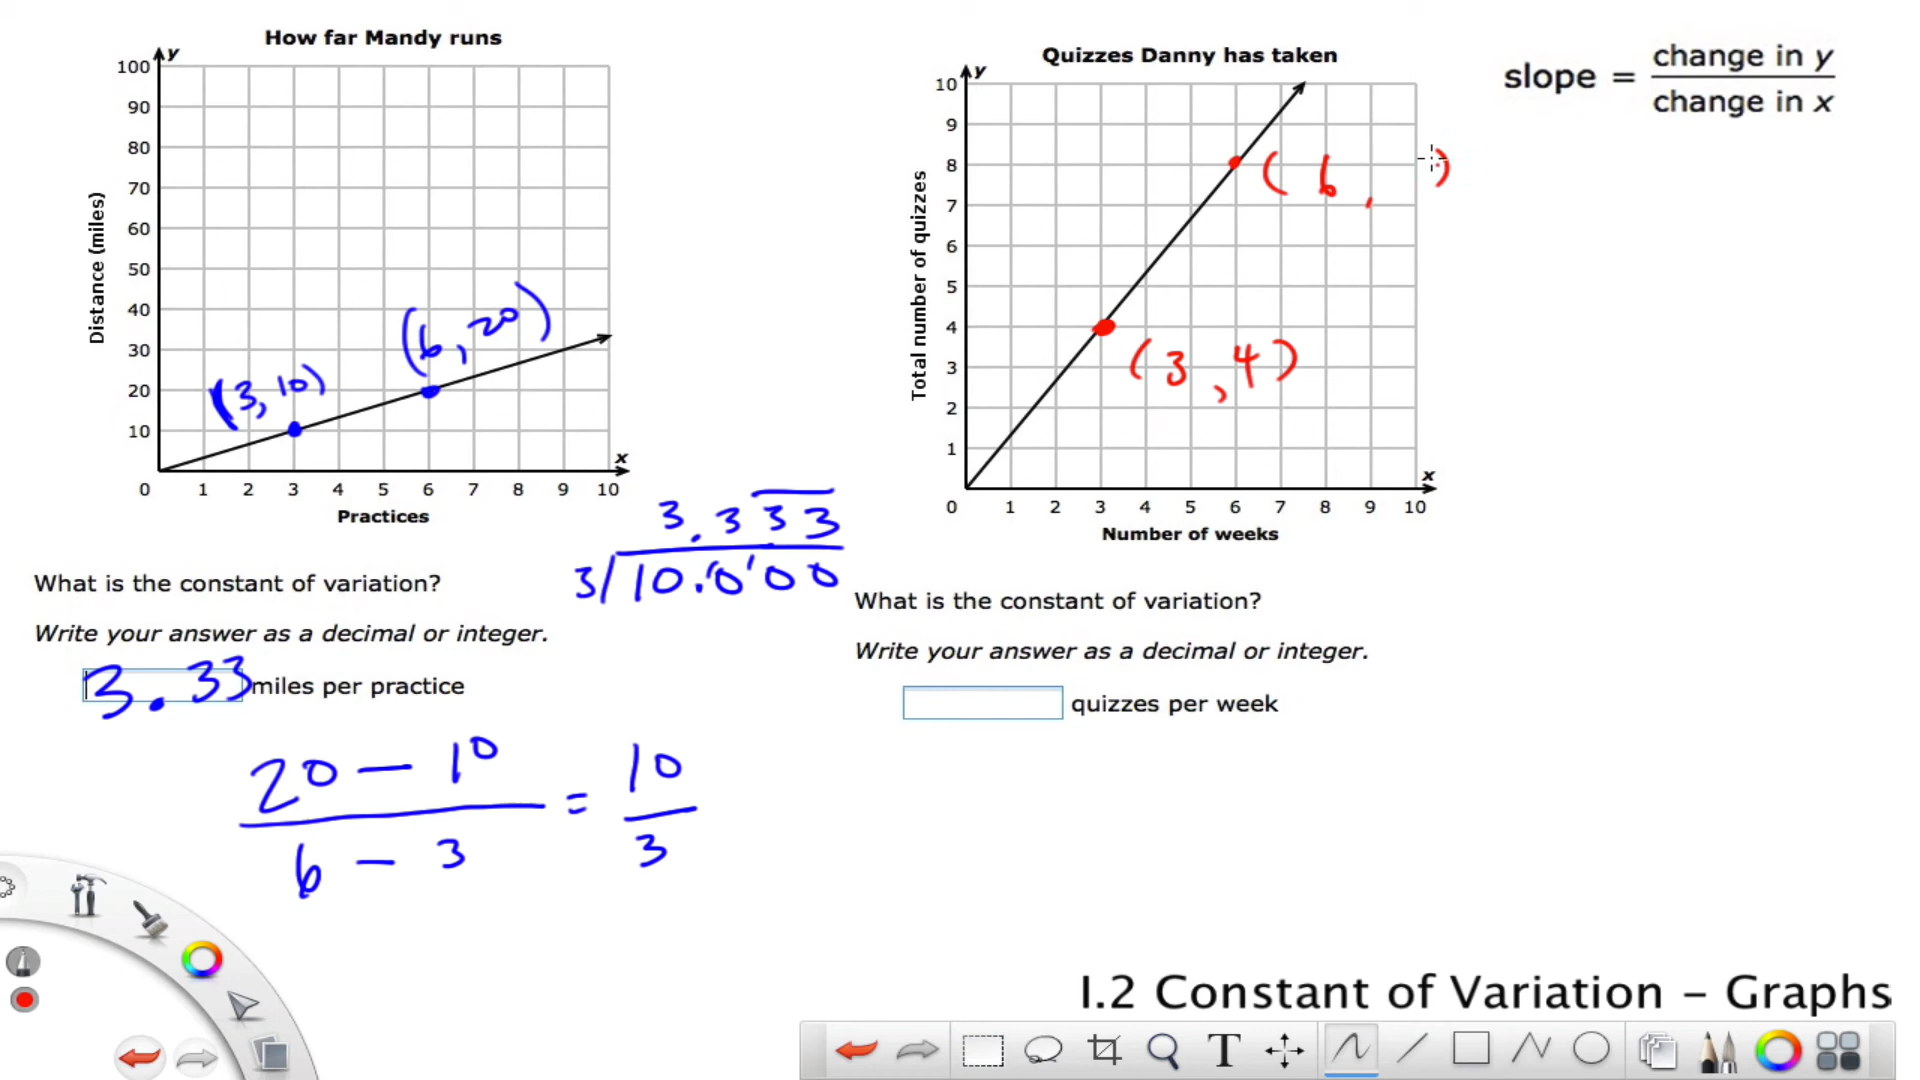 How far Mandy runs
y
100
90
80
70
60
50
40
30
20
10
Distance (miles)
(3, 10)
(6, 20)
x
0 1 2 3 4 5 6 7 8 9 10
Practices
What is the constant of variation?
Write your answer as a decimal or integer.
3.33 miles per practice
3.333
3 10.000
20 - 10 = 10
6 - 3 3
Quizzes Danny has taken
y
10
9
8
7
6
5
4
3
2
1
Total number of quizzes
(6, )
(3, 4)
x
0 1 2 3 4 5 6 7 8 9 10
Number of weeks
What is the constant of variation?
Write your answer as a decimal or integer.
quizzes per week
slope = change in y
change in x
I.2 Constant of Variation – Graphs
T